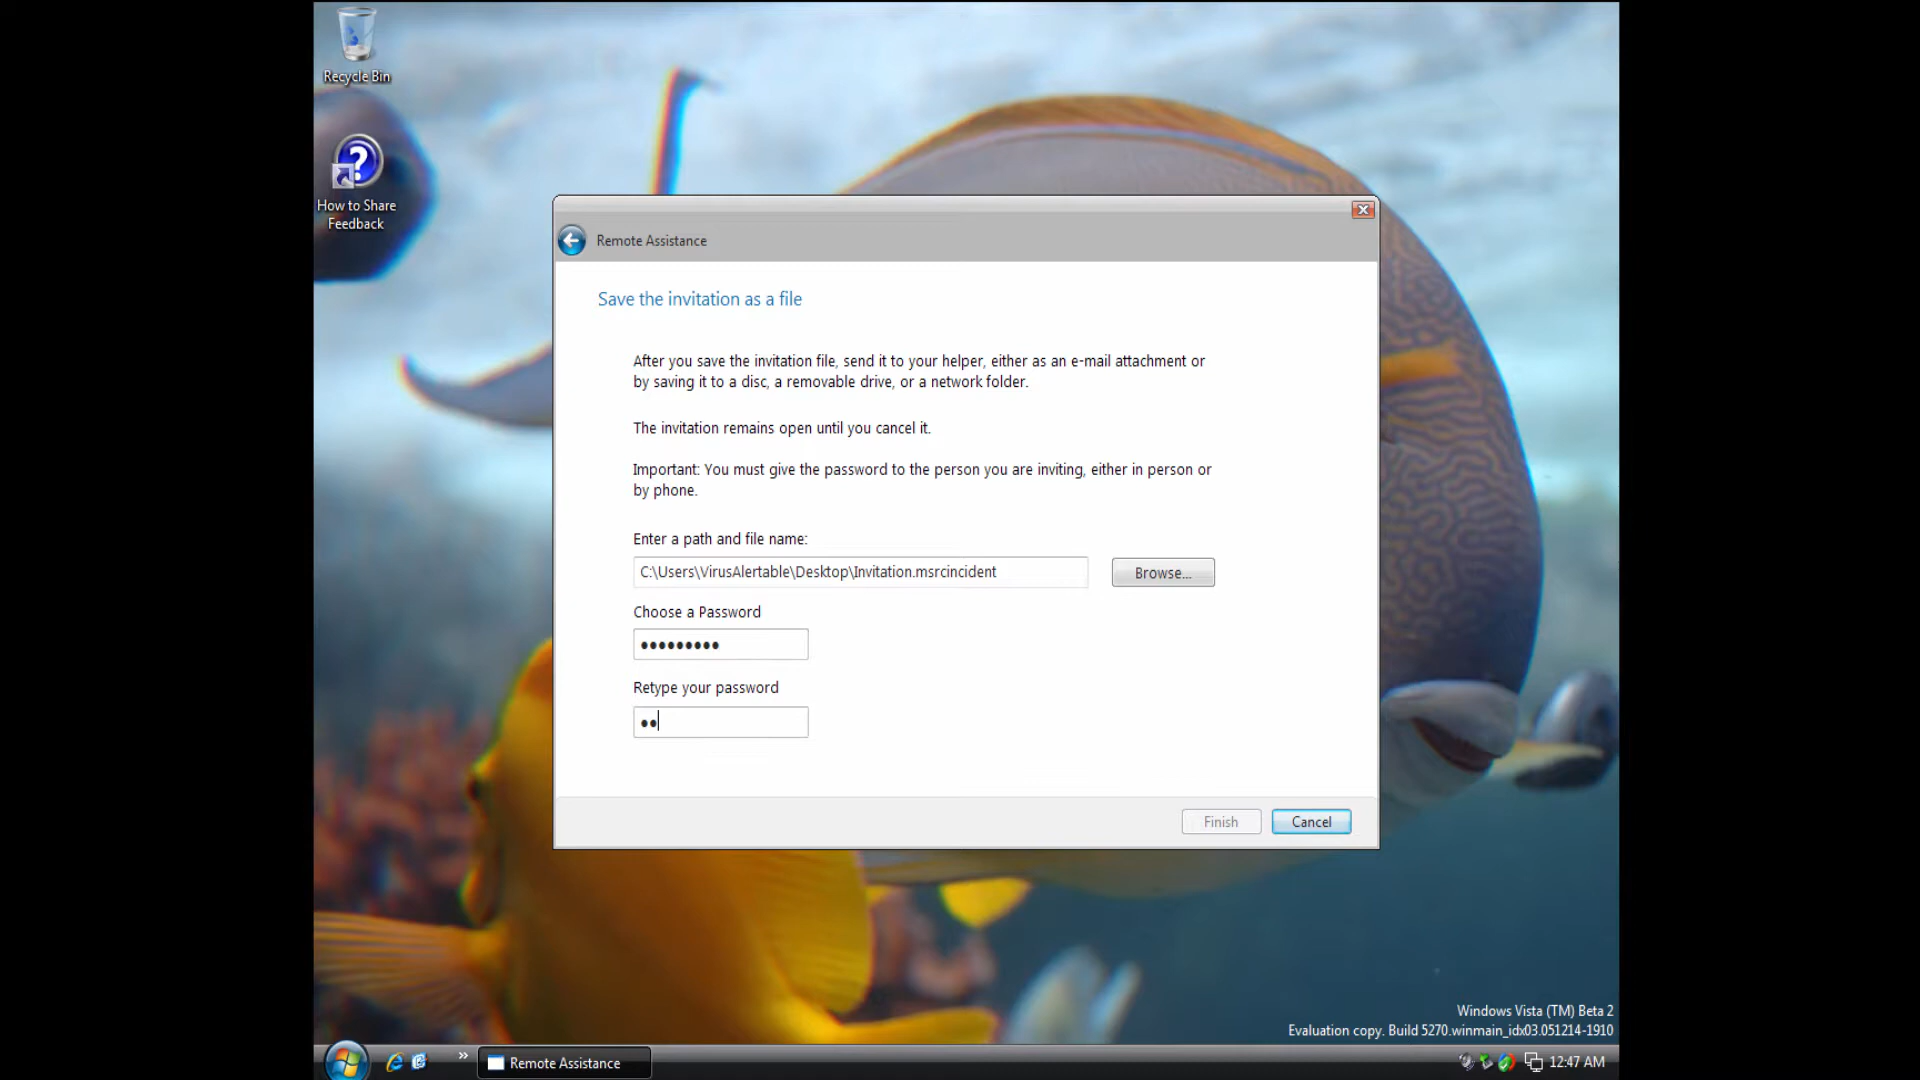 Recycle Bin
How to Share
Feedback
Remote Assistance
Save the invitation as a file
After you save the invitation file, send it to your helper, either as an e-mail attachment or
by saving it to a disc, a removable drive, or a network folder.
The invitation remains open until you cancel it.
Important: You must give the password to the person you are inviting, either in person or
by phone.
Enter a path and file name:
C:\Users\VirusAlertable\Desktop\Invitation.msrcincident
Browse...
Choose a Password
●●●●●●●●●
Retype your password
●●
Finish
Cancel
Windows Vista (TM) Beta 2
Evaluation copy. Build 5270.winmain_idx03.051214-1910
Remote Assistance
12:47 AM